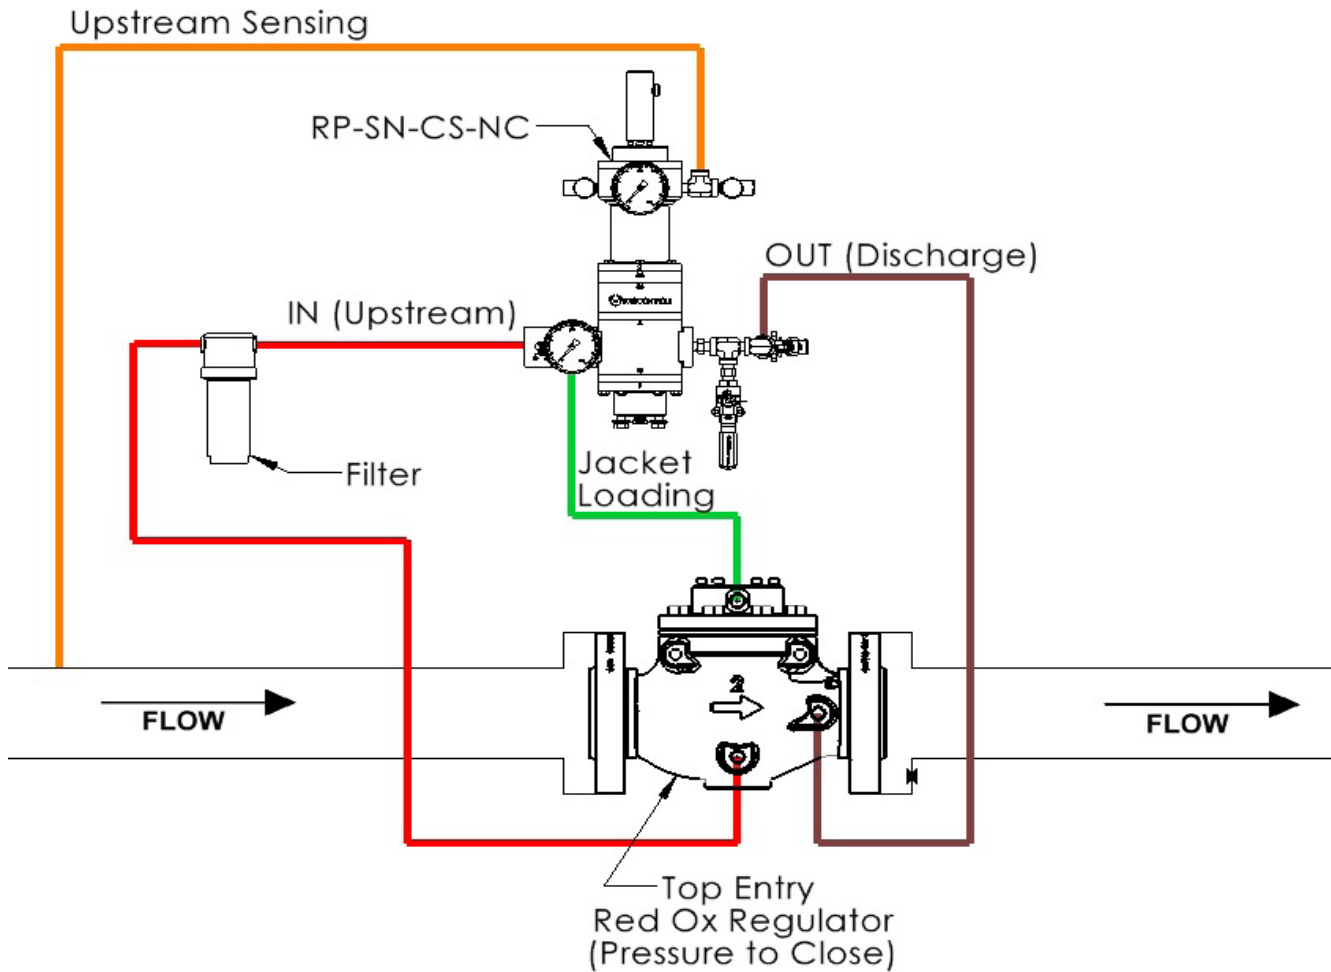 Upstream Sensing
RP-SN-CS-NC
OUT (Discharge)
IN (Upstream)
Filter
Jacket
Loading
FLOW
FLOW
Top Entry
Red Ox Regulator
(Pressure to Close)